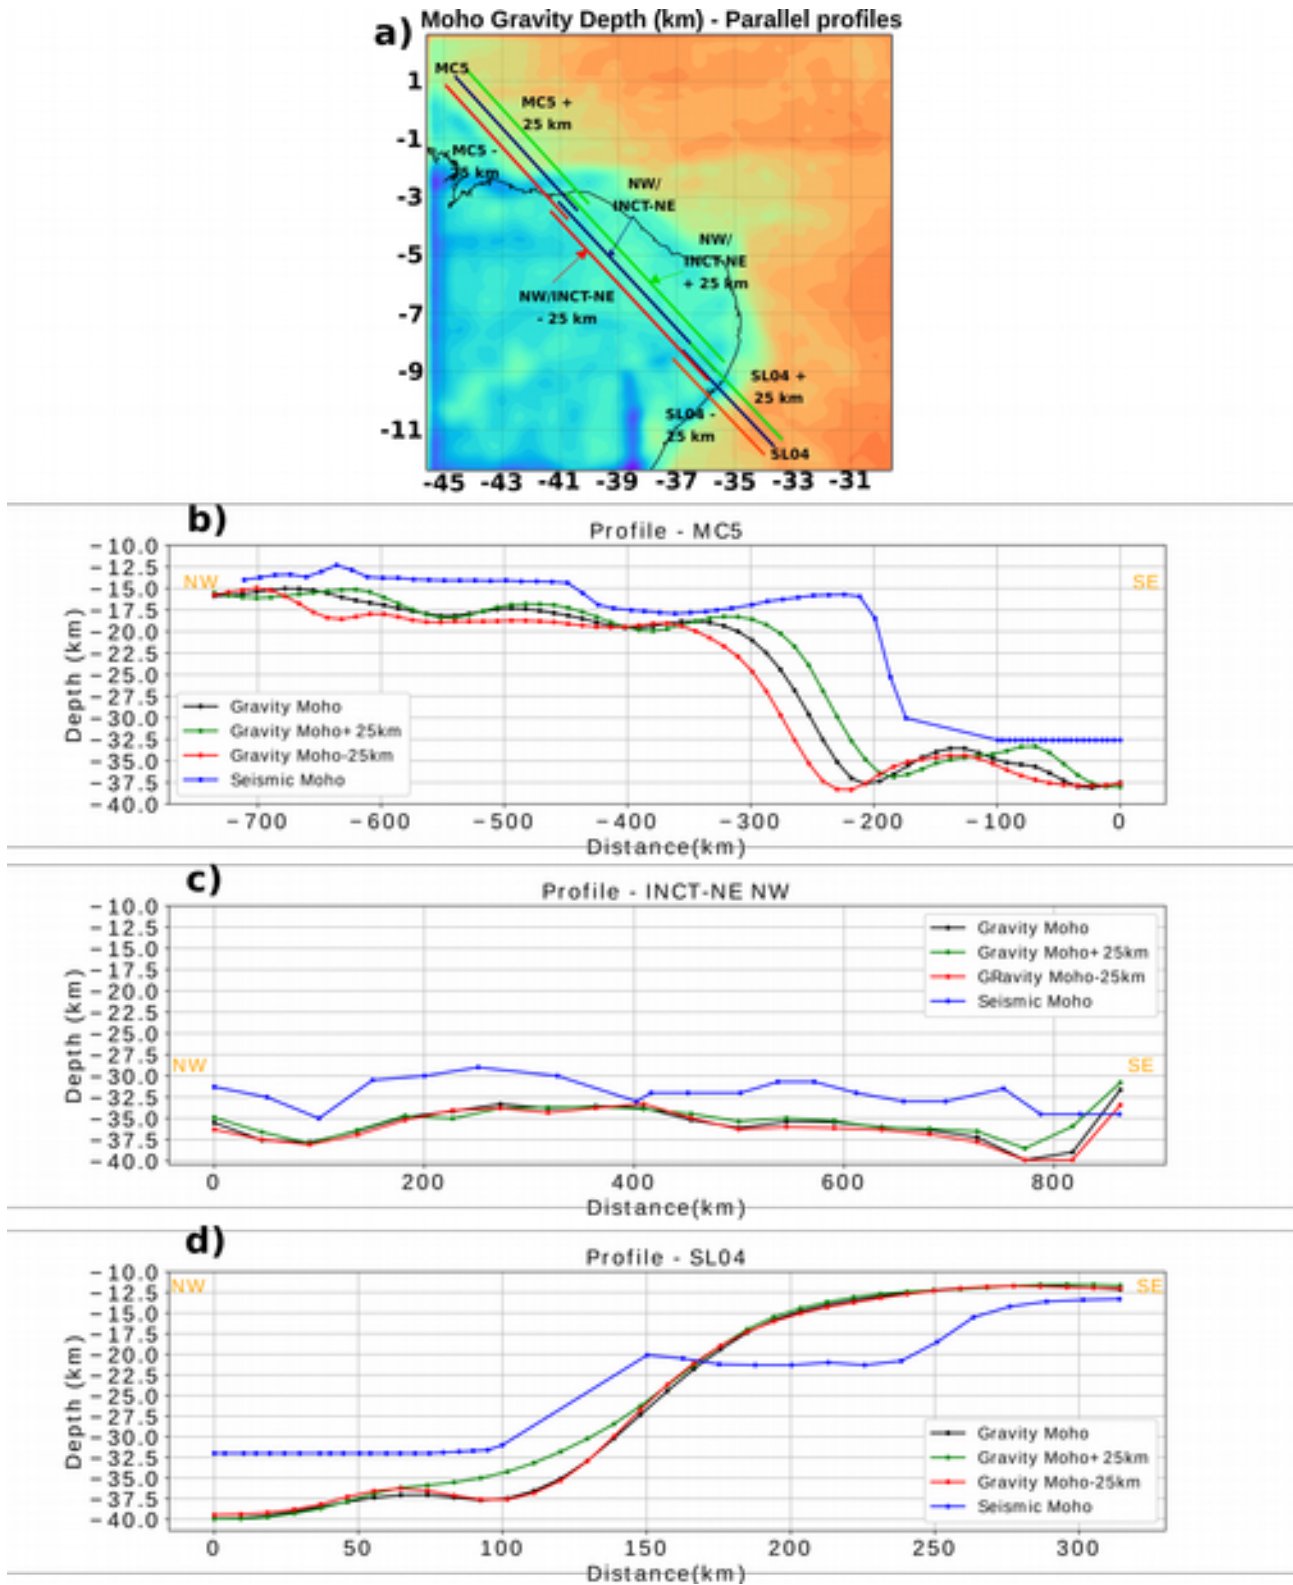 Moho Gravity Depth (km) - Parallel profiles
a)
MC5
1
MC5 +
25 km
-1
MC5 -
25 km
-3
NW/
INCT-NE
-5
NW/
INCT-NE
+ 25 km
NW/INCT-NE
- 25 km
-7
-9
SL04 +
25 km
SL04 -
25 km
-11
SL04
-45 -43 -41 -39 -37 -35 -33 -31
b)
Profile - MC5
−10.0
−12.5
−15.0
−17.5
−20.0
−22.5
−25.0
−27.5
−30.0
−32.5
−35.0
−37.5
−40.0
Depth (km)
NW
SE
Gravity Moho
Gravity Moho+ 25km
Gravity Moho-25km
Seismic Moho
−700 −600 −500 −400 −300 −200 −100 0
Distance(km)
c)
Profile - INCT-NE NW
−10.0
−12.5
−15.0
−17.5
−20.0
−22.5
−25.0
−27.5
−30.0
−32.5
−35.0
−37.5
−40.0
Depth (km)
NW
SE
Gravity Moho
Gravity Moho+ 25km
GRavity Moho-25km
Seismic Moho
0 200 400 600 800
Distance(km)
d)
Profile - SL04
−10.0
−12.5
−15.0
−17.5
−20.0
−22.5
−25.0
−27.5
−30.0
−32.5
−35.0
−37.5
−40.0
Depth (km)
NW
SE
Gravity Moho
Gravity Moho+ 25km
Gravity Moho-25km
Seismic Moho
0 50 100 150 200 250 300
Distance(km)